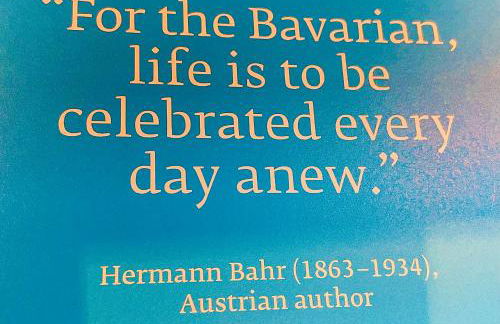 “For the Bavarian,
life is to be
celebrated every
day anew.”
Hermann Bahr (1863–1934),
Austrian author